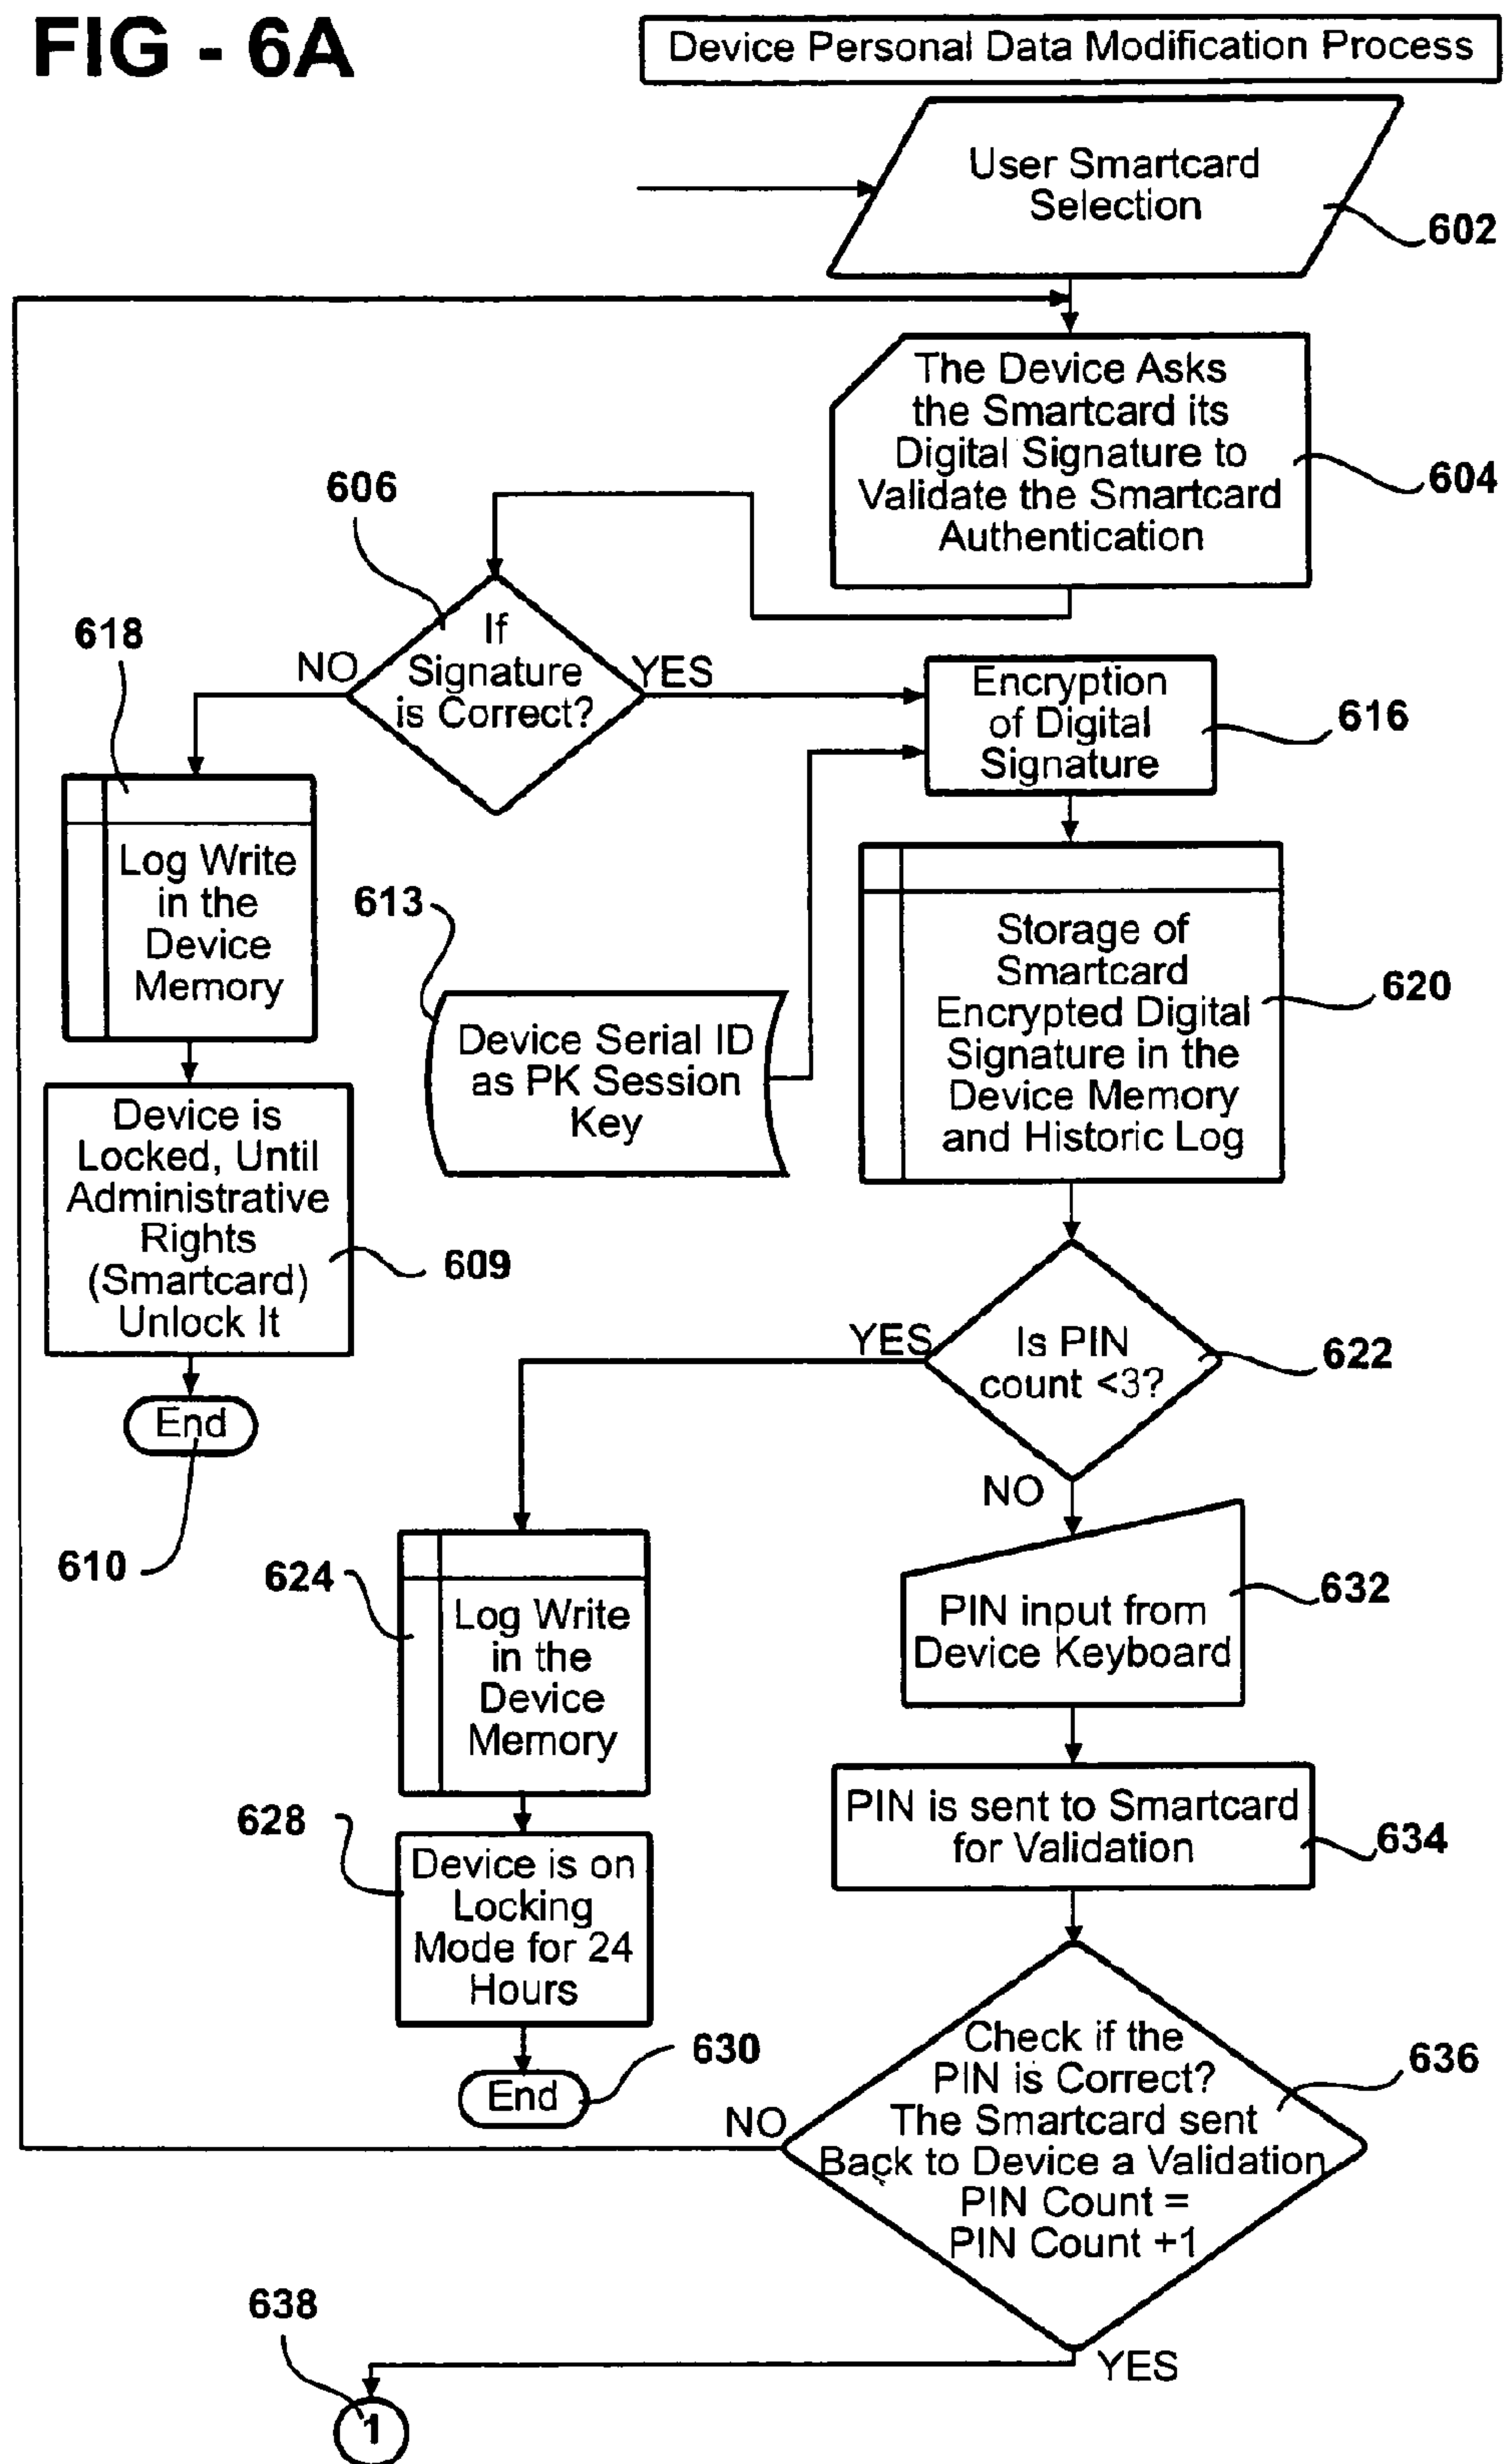 FIG - 6A
Device Personal Data Modification Process
User Smartcard
Selection
602
The Device Asks
the Smartcard its
Digital Signature to
Validate the Smartcard
Authentication
604
606
If
Signature
is Correct?
NO
YES
618
Log Write
in the
Device
Memory
Encryption
of Digital
Signature
616
613
Device Serial ID
as PK Session
Key
Storage of
Smartcard
Encrypted Digital
Signature in the
Device Memory
and Historic Log
620
Device is
Locked, Until
Administrative
Rights
(Smartcard)
Unlock It
609
End
610
YES
Is PIN
count <3?
622
NO
624
Log Write
in the
Device
Memory
PIN input from
Device Keyboard
632
628
Device is on
Locking
Mode for 24
Hours
PIN is sent to Smartcard
for Validation
634
End
630
NO
Check if the
PIN is Correct?
The Smartcard sent
Back to Device a Validation
PIN Count =
PIN Count +1
636
YES
638
1